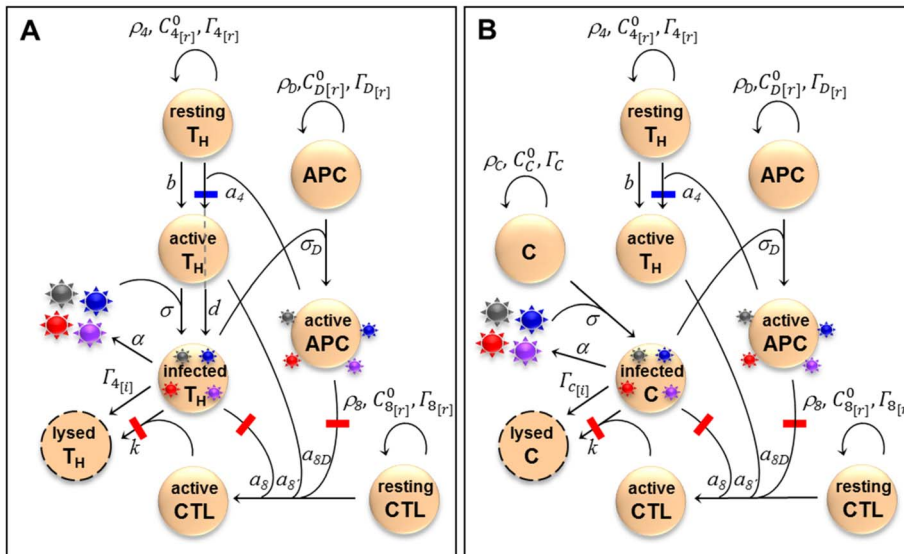 A
ρ4, C⁰4[r], Γ4[r]
resting
TH
ρD, C⁰D[r], ΓD[r]
APC
b
a4
active
TH
σD
σ
d
α
active
APC
infected
TH
Γ4[i]
ρ8, C⁰8[r], Γ8[r]
lysed
TH
k
a8
a8'
a8D
active
CTL
resting
CTL
B
ρ4, C⁰4[r], Γ4[r]
resting
TH
ρD, C⁰D[r], ΓD[r]
APC
ρC, C⁰C, ΓC
b
a4
C
active
TH
σD
σ
α
active
APC
infected
C
Γc[i]
ρ8, C⁰8[r], Γ8[r]
lysed
C
k
a8
a8'
a8D
active
CTL
resting
CTL